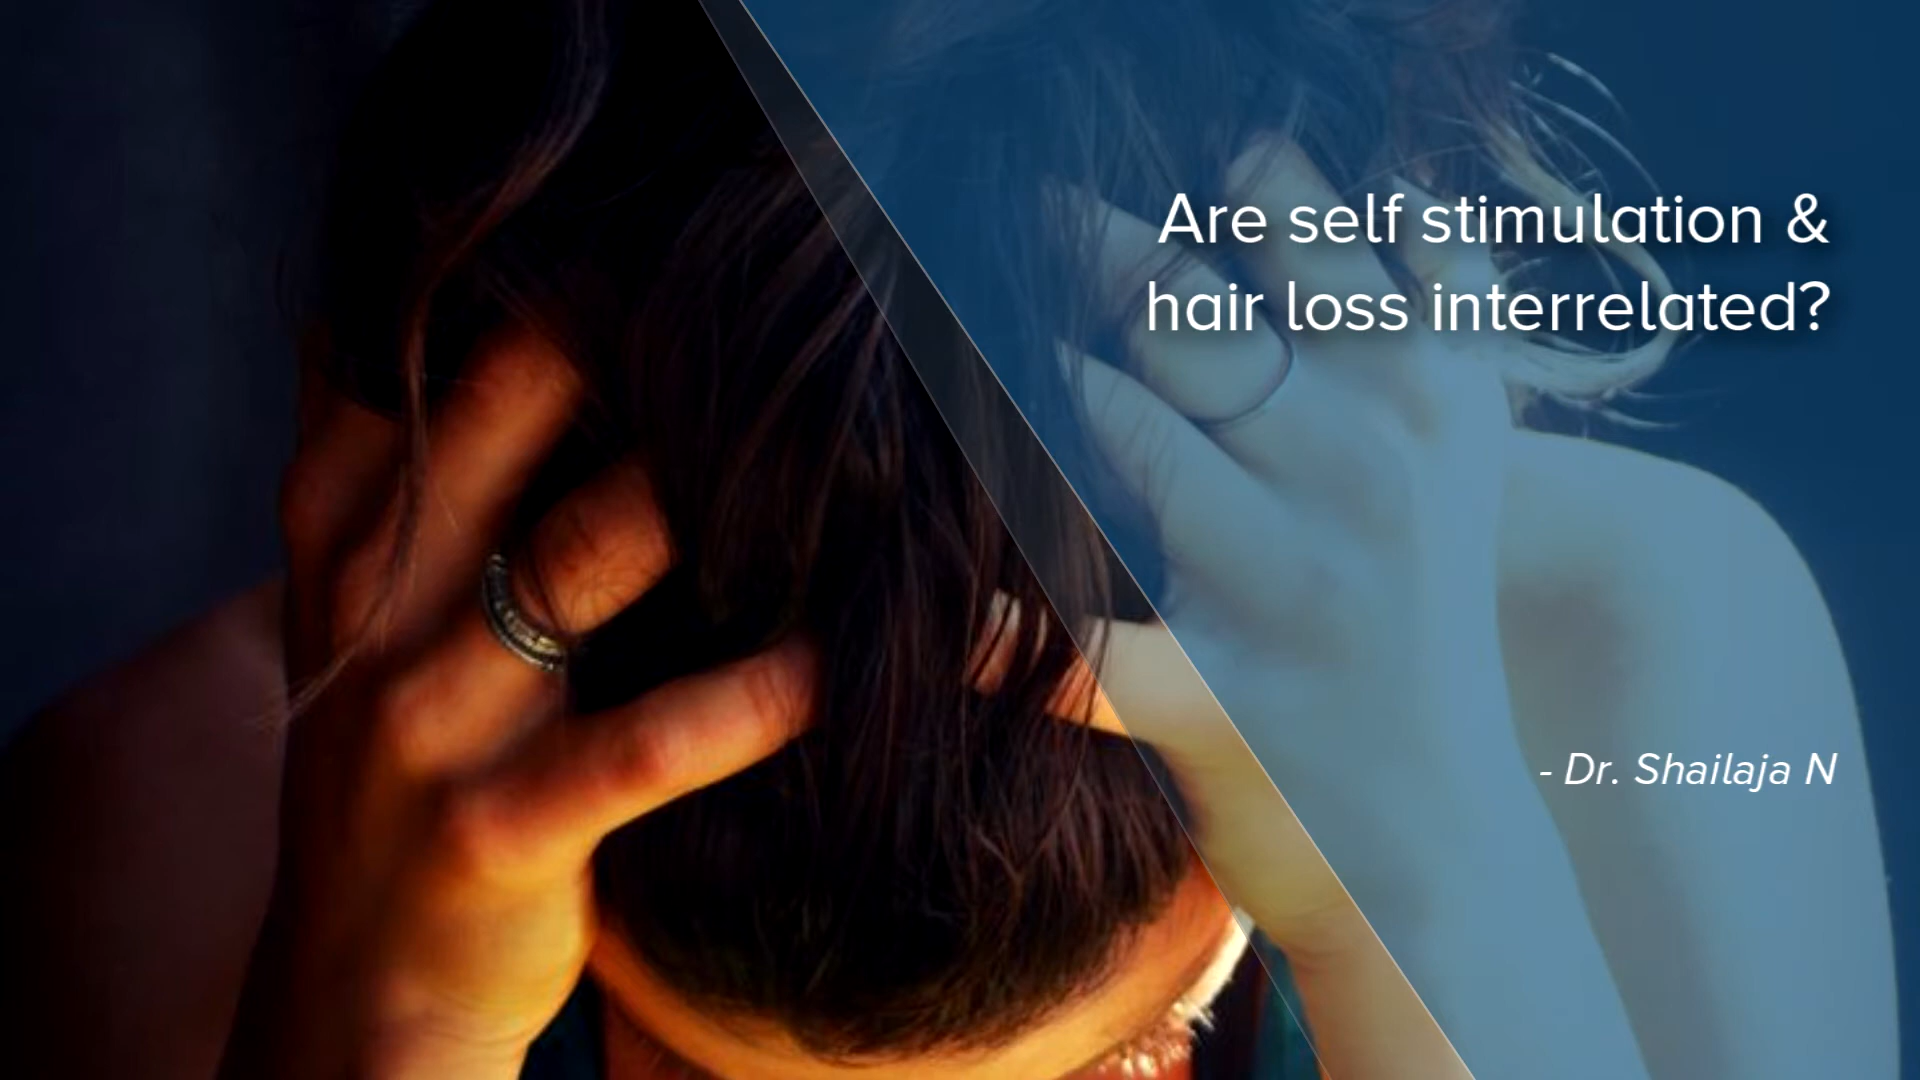 Are self stimulation &
hair loss interrelated?
- Dr. Shailaja N